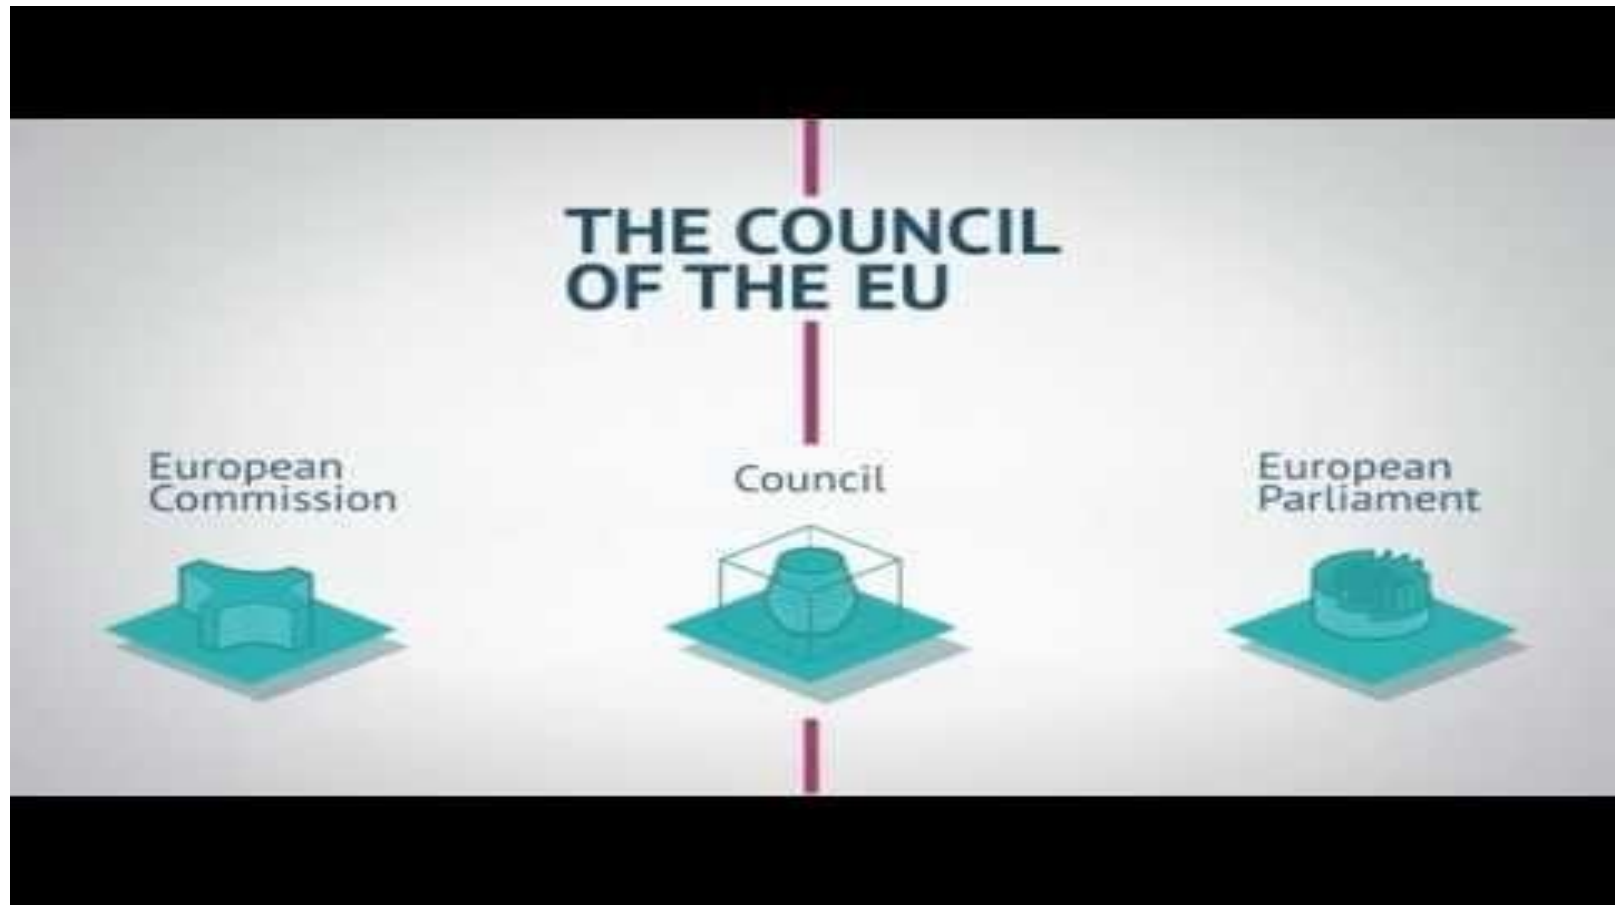 THE COUNCIL
OF THE EU
European
Commission
Council
European
Parliament